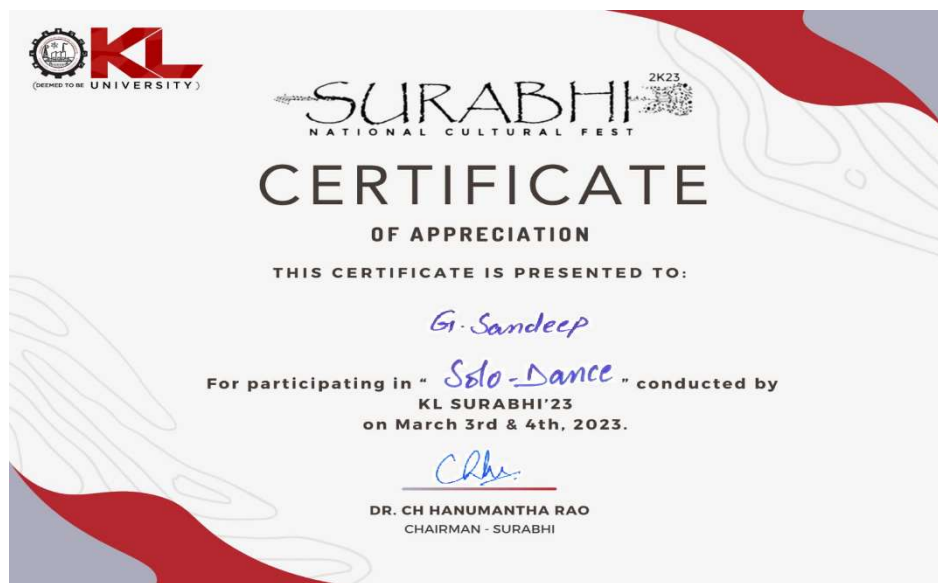 KL
(DEEMED TO BE UNIVERSITY)
SURABHI 2K23
NATIONAL CULTURAL FEST
CERTIFICATE
OF APPRECIATION
THIS CERTIFICATE IS PRESENTED TO:
G. Sandeep
For participating in “ Solo-Dance ” conducted by
KL SURABHI’23
on March 3rd & 4th, 2023.
DR. CH HANUMANTHA RAO
CHAIRMAN - SURABHI